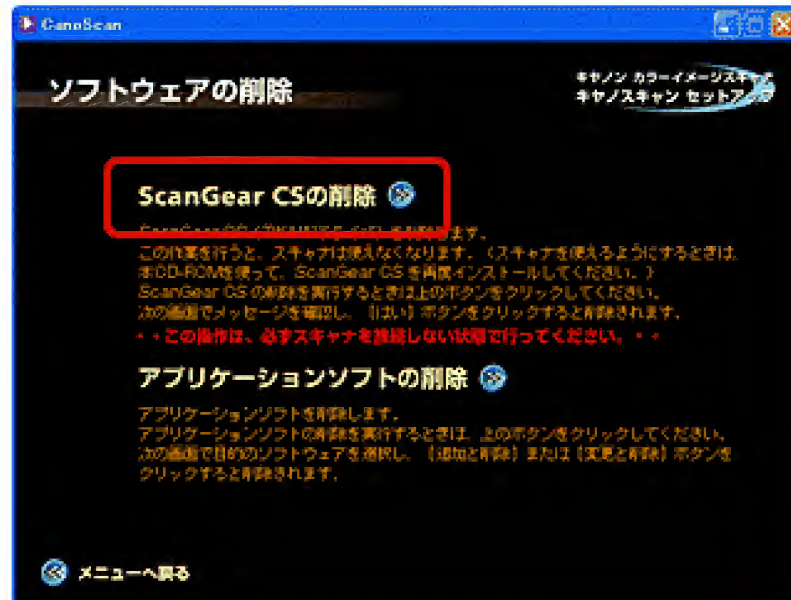 CanoScan
ソフトウェアの削除
キヤノン カラーイメージスキャナ
キヤノスキャン セットアップ
ScanGear CSの削除
を削除します。
この作業を行うと、スキャナは使えなくなります。(スキャナを使えるようにするときは、
本CD-ROMを使って、ScanGear CS を再度インストールしてください。)
ScanGear CS の削除を実行するときは上のボタンをクリックしてください。
次の画面でメッセージを確認し、[はい] ボタンをクリックすると削除されます。
・・この操作は、必ずスキャナを接続しない状態で行ってください。・・
アプリケーションソフトの削除
アプリケーションソフトを削除します。
アプリケーションソフトの削除を実行するときは、上のボタンをクリックしてください。
次の画面で目的のソフトウェアを選択し、[追加と削除] または [変更と削除] ボタンを
クリックすると削除されます。
メニューへ戻る